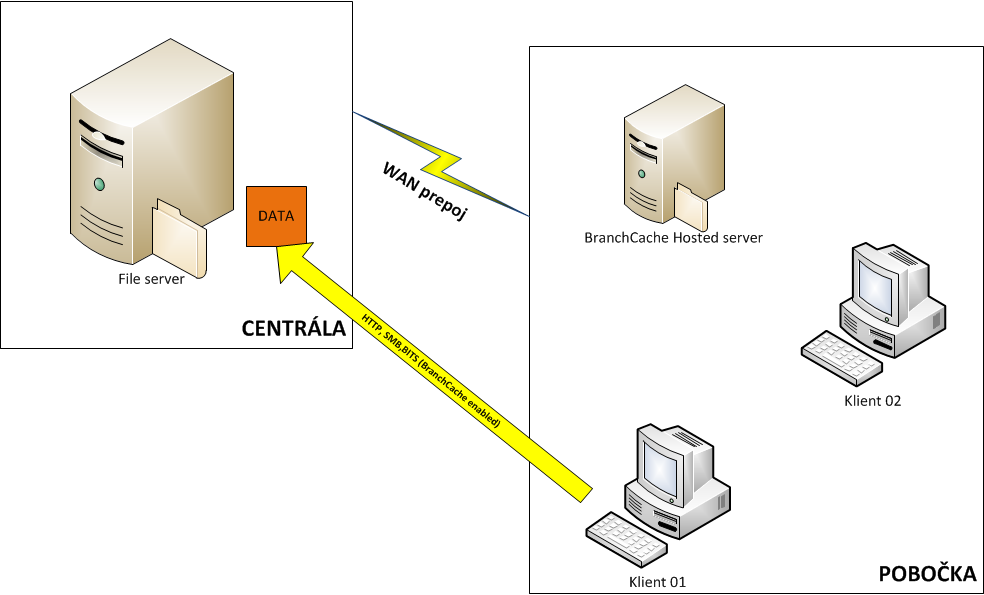 DATA
File server
CENTRÁLA
WAN prepoj
HTTP, SMB,BITS (BranchCache enabled)
BranchCache Hosted server
Klient 02
Klient 01
POBOČKA